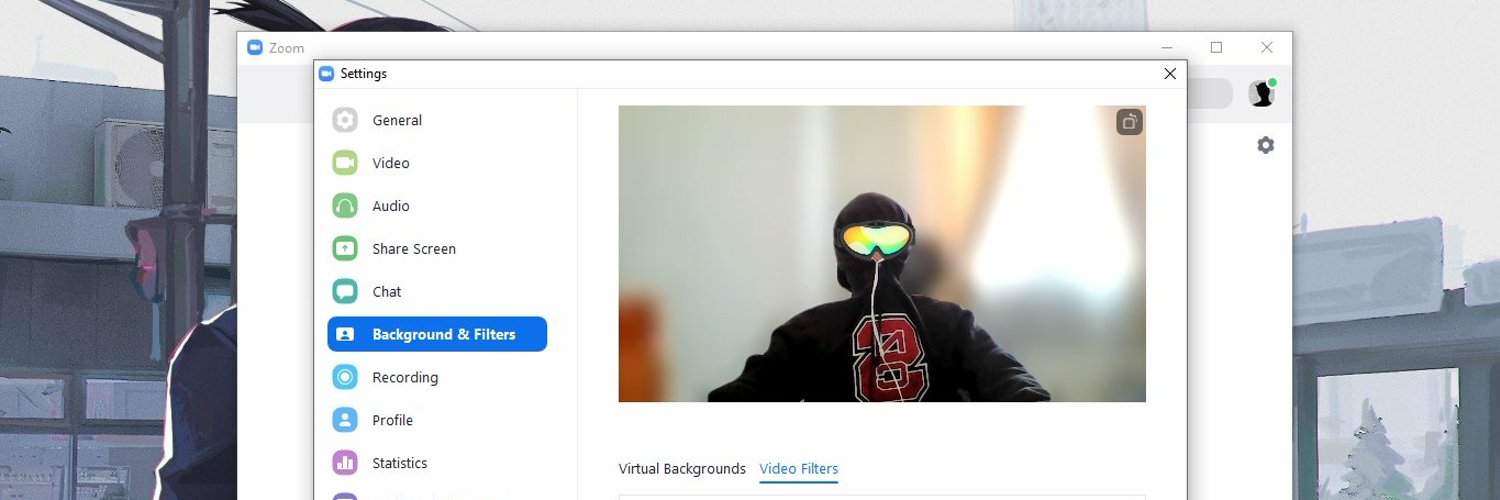 Zoom
Settings
General
Video
Audio
Share Screen
Chat
Background & Filters
Recording
Profile
Statistics
Virtual Backgrounds Video Filters